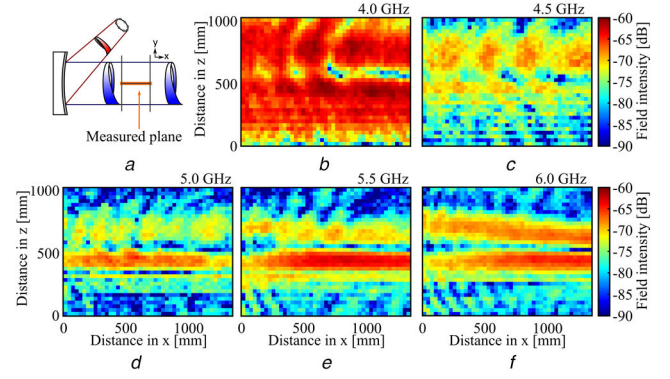 y
x
Measured plane
a
4.0 GHz
Distance in z [mm]
1000
500
0
b
4.5 GHz
c
-60
-65
-70
-75
-80
-85
-90
Field intensity [dB]
5.0 GHz
Distance in z [mm]
1000
500
0
0 500 1000
Distance in x [mm]
d
5.5 GHz
0 500 1000
Distance in x [mm]
e
6.0 GHz
0 500 1000
Distance in x [mm]
f
-60
-65
-70
-75
-80
-85
-90
Field intensity [dB]